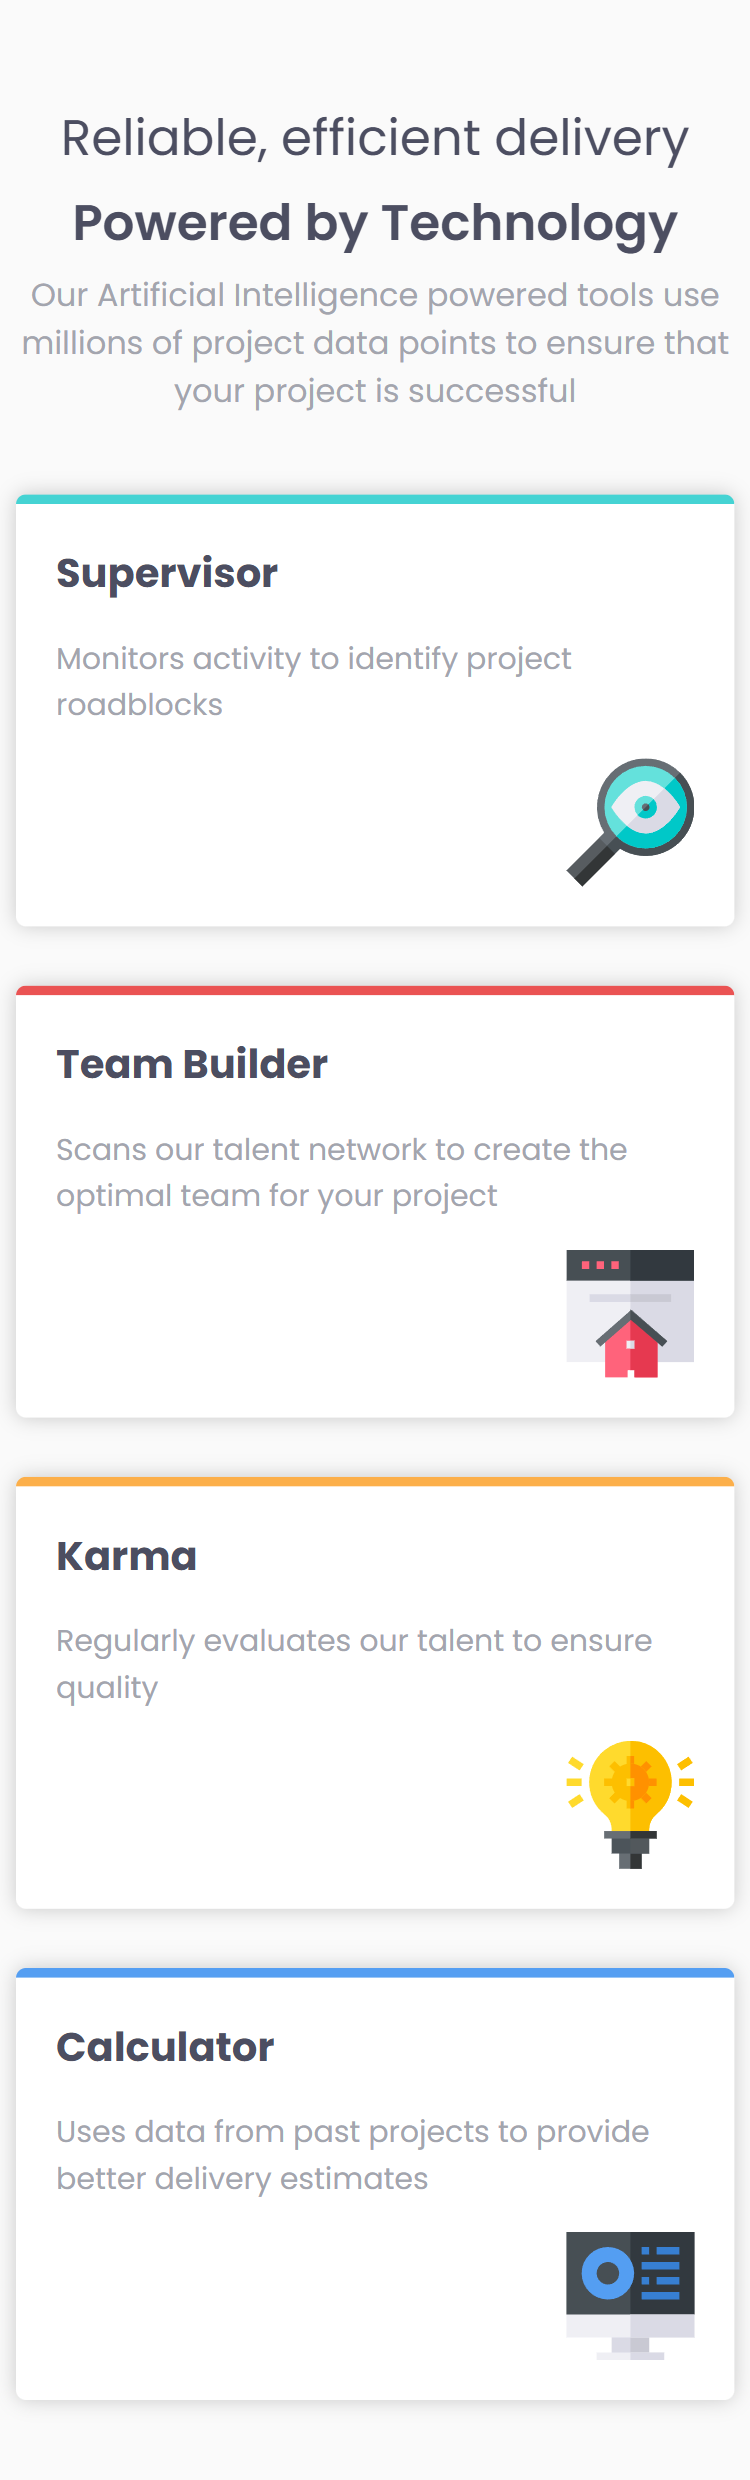 Reliable, efficient delivery
Powered by Technology
Our Artificial Intelligence powered tools use
millions of project data points to ensure that
your project is successful
Supervisor
Monitors activity to identify project
roadblocks
Team Builder
Scans our talent network to create the
optimal team for your project
Karma
Regularly evaluates our talent to ensure
quality
Calculator
Uses data from past projects to provide
better delivery estimates